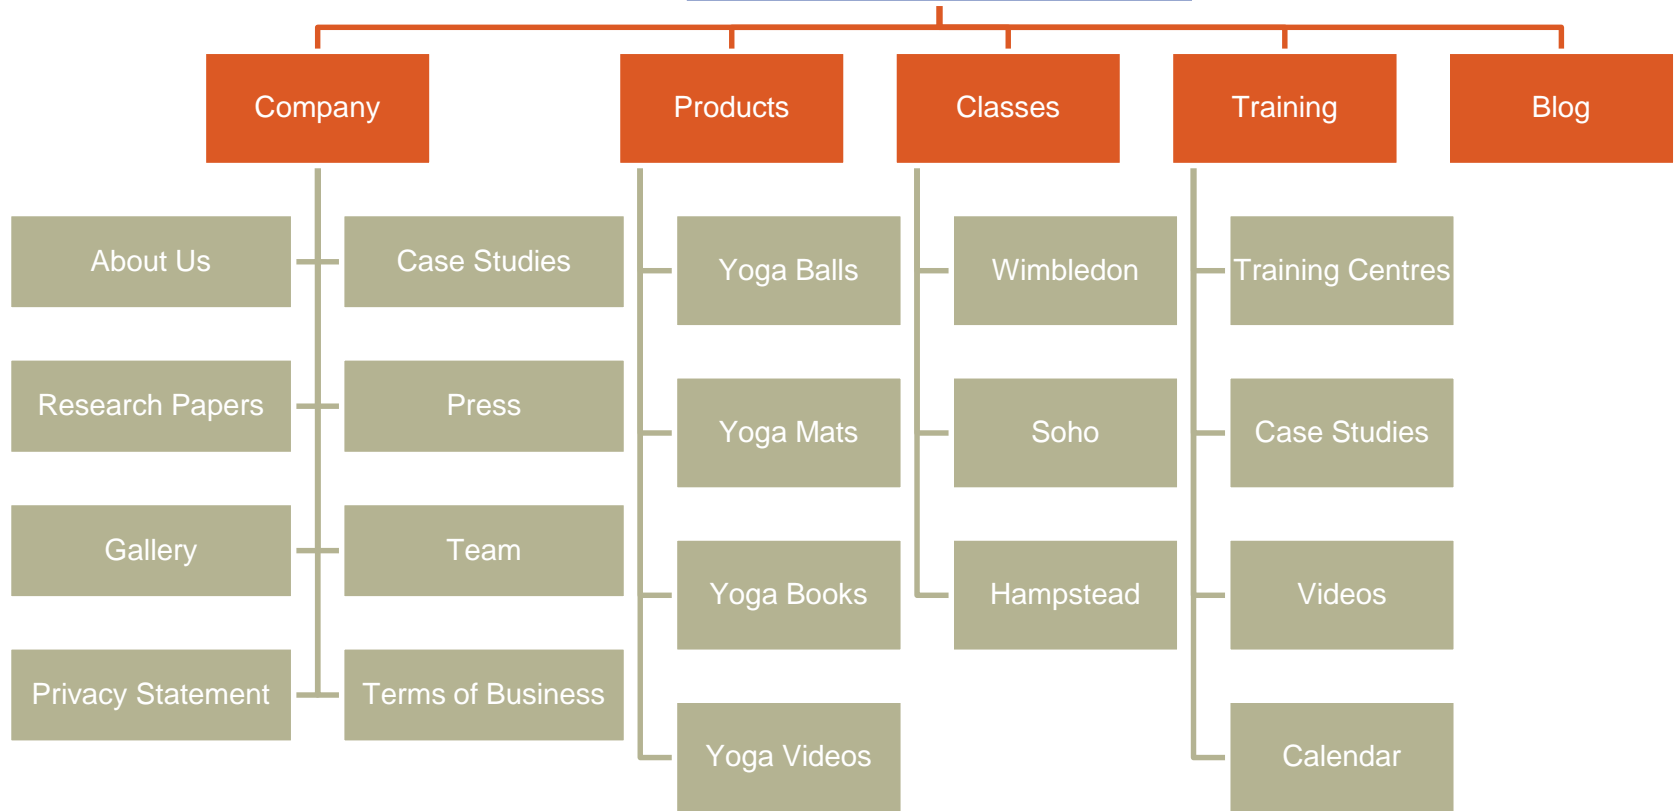 Company
Products
Classes
Training
Blog
About Us
Case Studies
Research Papers
Press
Gallery
Team
Privacy Statement
Terms of Business
Yoga Balls
Yoga Mats
Yoga Books
Yoga Videos
Wimbledon
Soho
Hampstead
Training Centres
Case Studies
Videos
Calendar